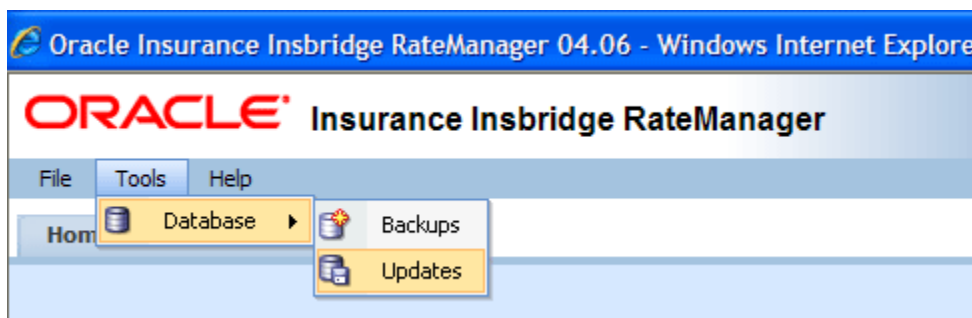 Oracle Insurance Insbridge RateManager 04.06 - Windows Internet Explore
ORACLE Insurance Insbridge RateManager
File Tools Help
Hom Database Backups
Updates